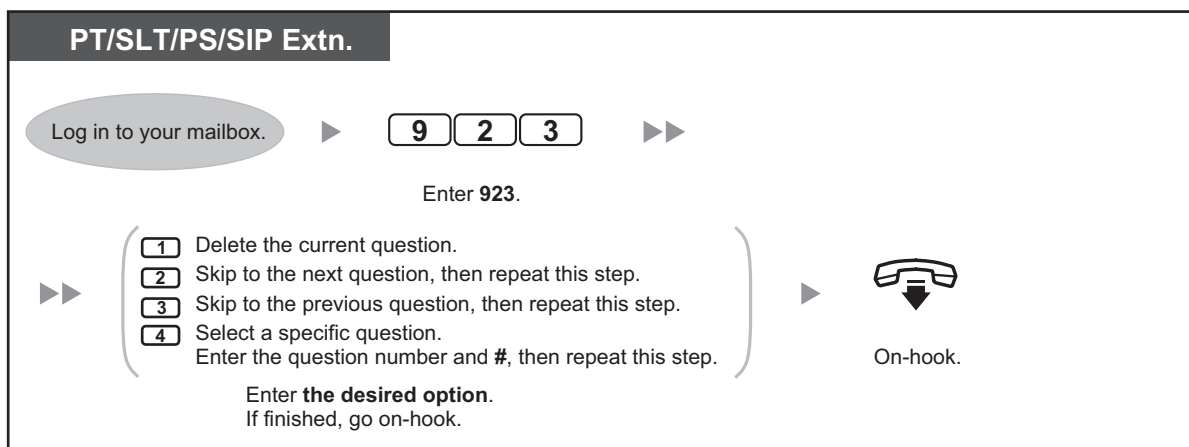 PT/SLT/PS/SIP Extn.
Log in to your mailbox.
9 2 3
Enter 923.
1 Delete the current question.
2 Skip to the next question, then repeat this step.
3 Skip to the previous question, then repeat this step.
4 Select a specific question.
Enter the question number and #, then repeat this step.
Enter the desired option.
If finished, go on-hook.
On-hook.